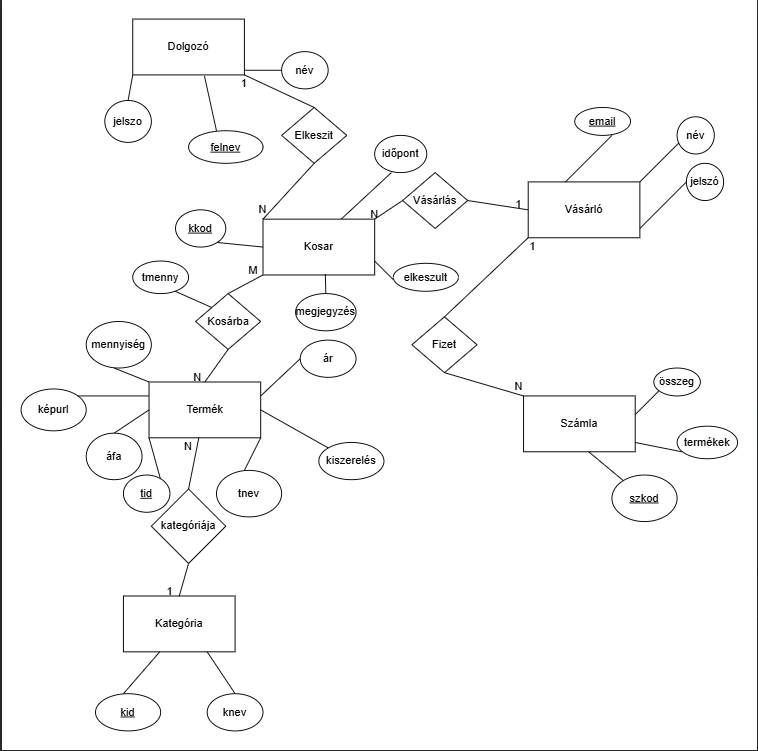 Dolgozó
név
1
jelszo
felnev
Elkeszit
email
név
időpont
jelszó
Vásárlás
1
Vásárló
N
N
kkod
Kosar
1
M
tmenny
elkeszult
megjegyzés
Kosárba
mennyiség
Fizet
ár
N
N
összeg
képurl
Termék
Számla
termékek
N
áfa
kiszerelés
tid
tnev
szkod
kategóriája
1
Kategória
kid
knev